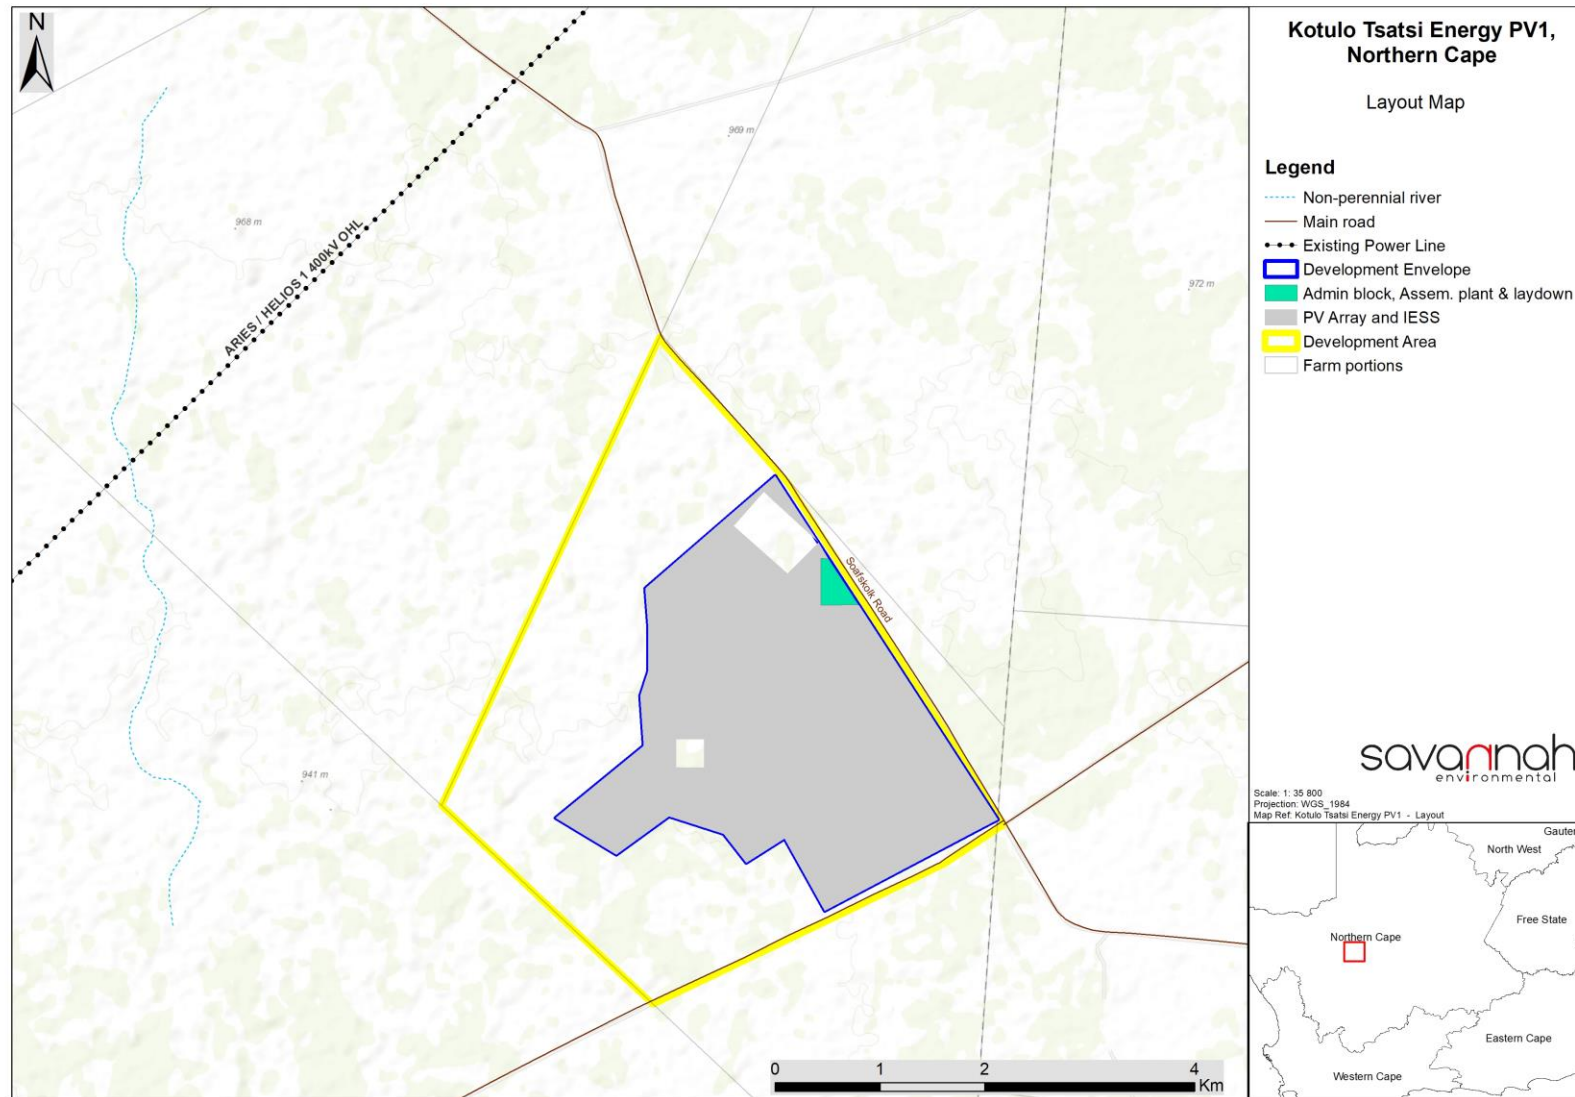 N
969 m
968 m
972 m
ARIES / HELIOS 1 400kV OHL
Soafskolk Road
941 m
0 1 2 4
Km
Kotulo Tsatsi Energy PV1,
Northern Cape
Layout Map
Legend
Non-perennial river
Main road
Existing Power Line
Development Envelope
Admin block, Assem. plant & laydown
PV Array and IESS
Development Area
Farm portions
savannah
environmental
Scale: 1: 35 800
Projection: WGS_1984
Map Ref: Kotulo Tsatsi Energy PV1 - Layout
Gauten
North West
Free State
Northern Cape
Eastern Cape
Western Cape